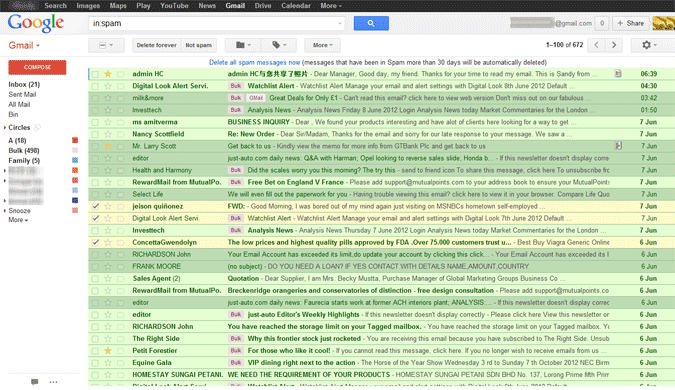 Search Images Maps Play YouTube News Gmail Drive Calendar More
Google in:spam @gmail.com 0 + Share
Gmail Delete forever Not spam More 1–100 of 672
COMPOSE
Inbox (21)
Sent Mail
All Mail
Bin
Circles
A (18)
Bulk (498)
Family (5)
Snooze
More
Delete all spam messages now (messages that have been in Spam more than 30 days will be automatically deleted)
admin HC admin HC与您共享了照片 - Dear Manager, Good day, my friend. Thanks for your time to read my email. This is Sandy from ... 06:39
Digital Look Alert Servi. Bulk Watchlist Alert - Watchlist Alert Manage your email and alert settings with Digital Look 8th June 2012 Default ... 04:30
milk&more Bulk GMail Great Deals for Only £1 - Can't read this email? click here to view web version Don't miss out on our fabulous ... 03:42
Investtech Bulk Analysis News - Analysis News Friday 8 June 2012 Login Analysis News today Market Commentaries for the London ... 01:50
ms amitverma BUSINESS INQUIRY - Dear , We found your products interesting and have alot of clients here looking for a way to get... 7 Jun
Nancy Scottfield Re: New Order - Dear Sir/Madam, Thanks for the email and sorry for our late response to your message. We saw a ... 7 Jun
Mr. Larry Scott Get back to us - Kindly view the memo for more info from GTBank Plc and get back to us 7 Jun
editor just-auto.com daily news: Q&A with Harman; Opel looking to reverse sales slide; Honda b... - If this newsletter doesn't display corre 7 Jun
Health and Harmony Bulk Did the scales worry you this morning? The try this - send to friend icon To share this message, click here To unsubscribe fro 7 Jun
RewardMail from MutualPo. Bulk Free Bet on England V France - Please add support@mutualpoints.com to your address book to ensure your MutualPoints 7 Jun
Select Life We will even fill out the paperwork for you - Having touble viewing this email? click here to view it in your browser. Compare Life Quo 7 Jun
jeison quiñonez FWD: - Good Morning, I was bored out of my mind again just visiting on MSNBCs hometown self-employed... 7 Jun
Digital Look Alert Servi. Bulk Watchlist Alert - Watchlist Alert Manage your email and alert settings with Digital Look 7th June 2012 Default ... 7 Jun
Investtech Bulk Analysis News - Analysis News Thursday 7 June 2012 Login Analysis News today Market Commentaries for the London ... 7 Jun
ConcettaGwendolyn The low prices and highest quality pills approved by FDA .Over 75.000 customers trust u... - Best Buy Viagra Generic Online 6 Jun
RICHARDSON John Your Email Account has exceeded its limit,do update your account by clicking this click... - Your Email Account has exceeded its l 6 Jun
FRANK MOORE (no subject) - DO YOU NEED A LOAN? IF YES CONTACT WITH DETAILS NAME,AMOUNT,COUNTRY 6 Jun
Sales Agent (2) Quotation - Dear Supplier, I am Mrs. Becky Mustta, Purchase Manager of Global Marketing Groups Business Co ... 6 Jun
RewardMail from MutualPo. Bulk Breckenridge orangeries and conservatories of distinction - free design consultation - Please add support@mutualpoints.co 6 Jun
editor just-auto.com daily news: Faurecia starts work at former ACH interiors plant; ANALYSIS:... - If this newsletter doesn't display corre 6 Jun
editor Bulk just-auto Editor's Weekly Highlights - If this newsletter doesn't display correctly - Please click here View this newsletter on 6 Jun
RICHARDSON John You have reached the storage limit on your Tagged mailbox. - You have reached the storage limit on your Tagged mailbox. 6 Jun
The Right Side Bulk Why this frontier stock just rocketed - You are receiving this email because you have subscribed to The Right Side. Unsub 6 Jun
Petit Forestier Bulk For those who like it cool! - If you cannot read this message, click here. If you no longer wish to receive emails from us ... 6 Jun
Equine Gala Bulk VIP dining right next to the action - The Horse of the Year Show Wednesday 3 rd to Sunday 7 th October 2012 NEC Birm 6 Jun
HOMESTAY SUNGAI PETANI. WE NEED THE REQUIREMENT OF YOUR PRODUCTS - HOMESTAY SUNGAI PETANI SDN BHD No. 137, Lorong Prime 6 Jun